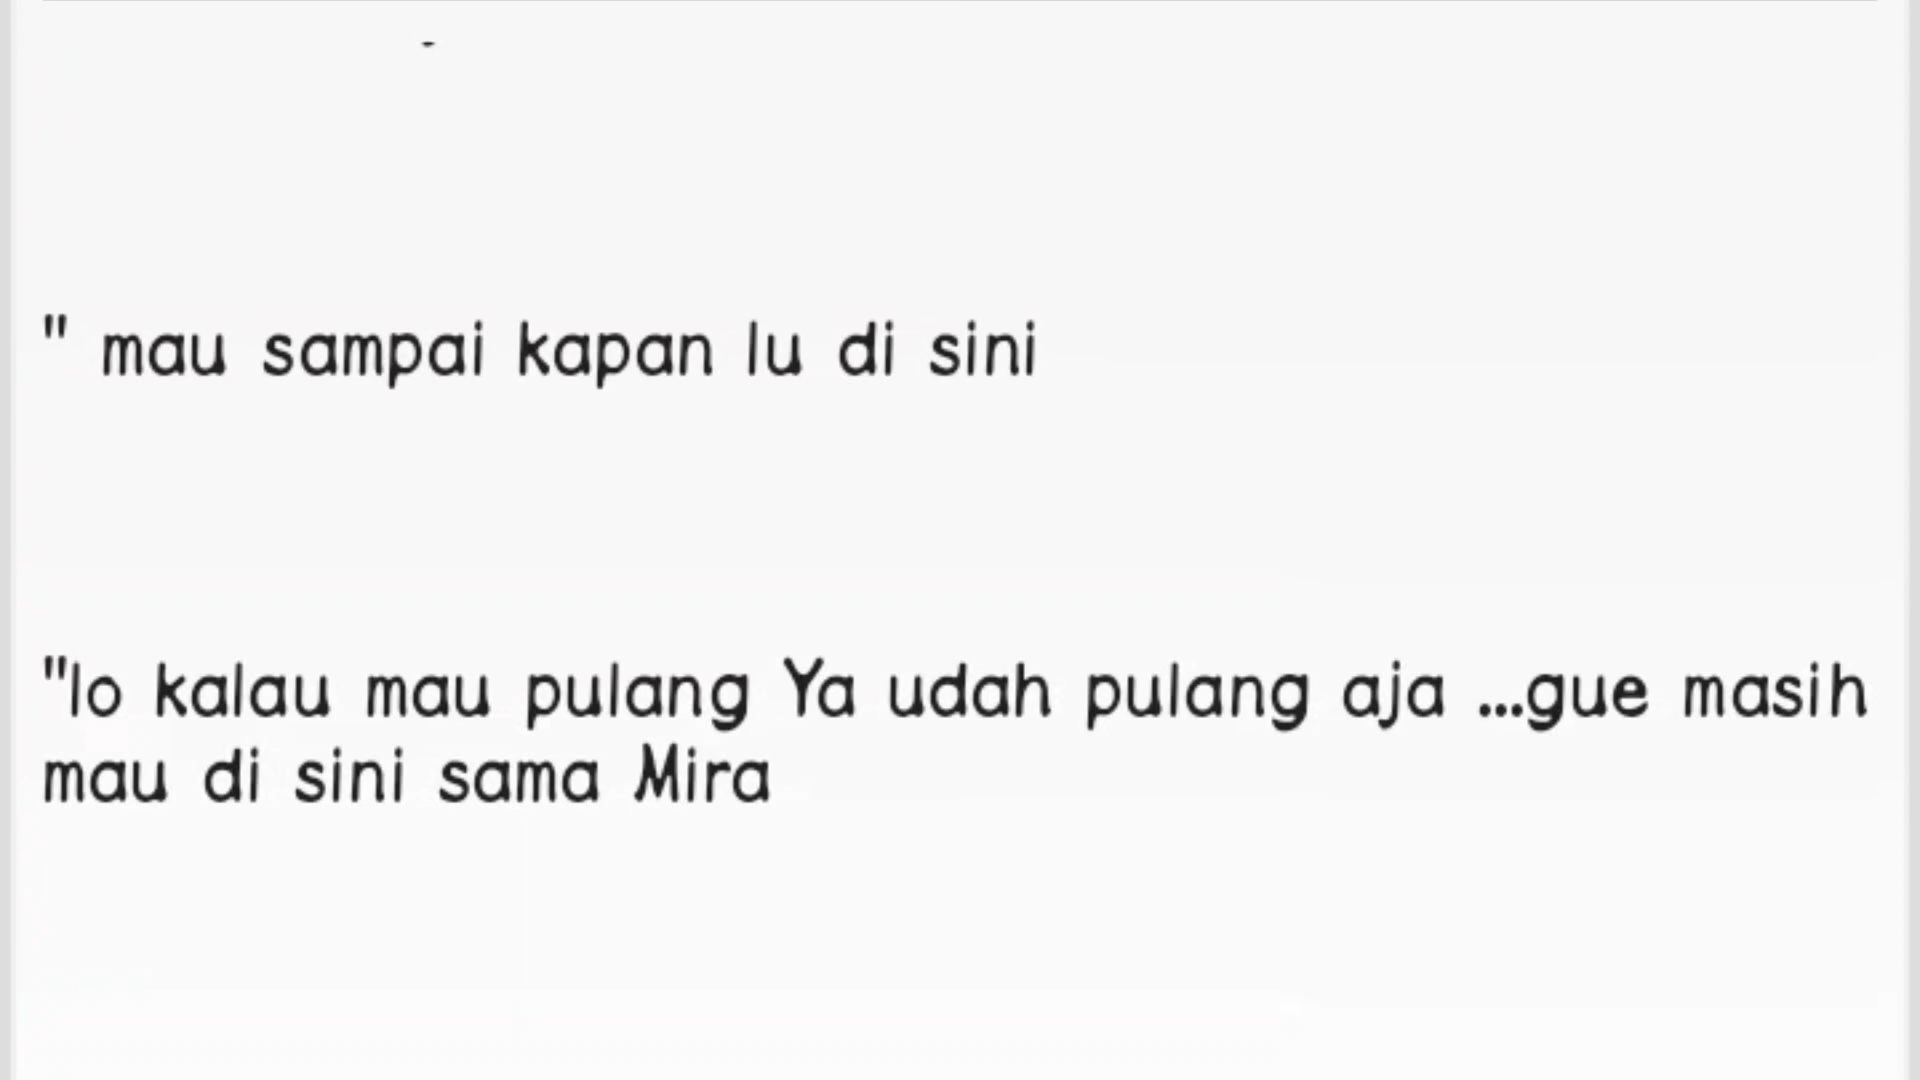 " mau sampai kapan lu di sini
"lo kalau mau pulang Ya udah pulang aja ...gue masih
mau di sini sama Mira